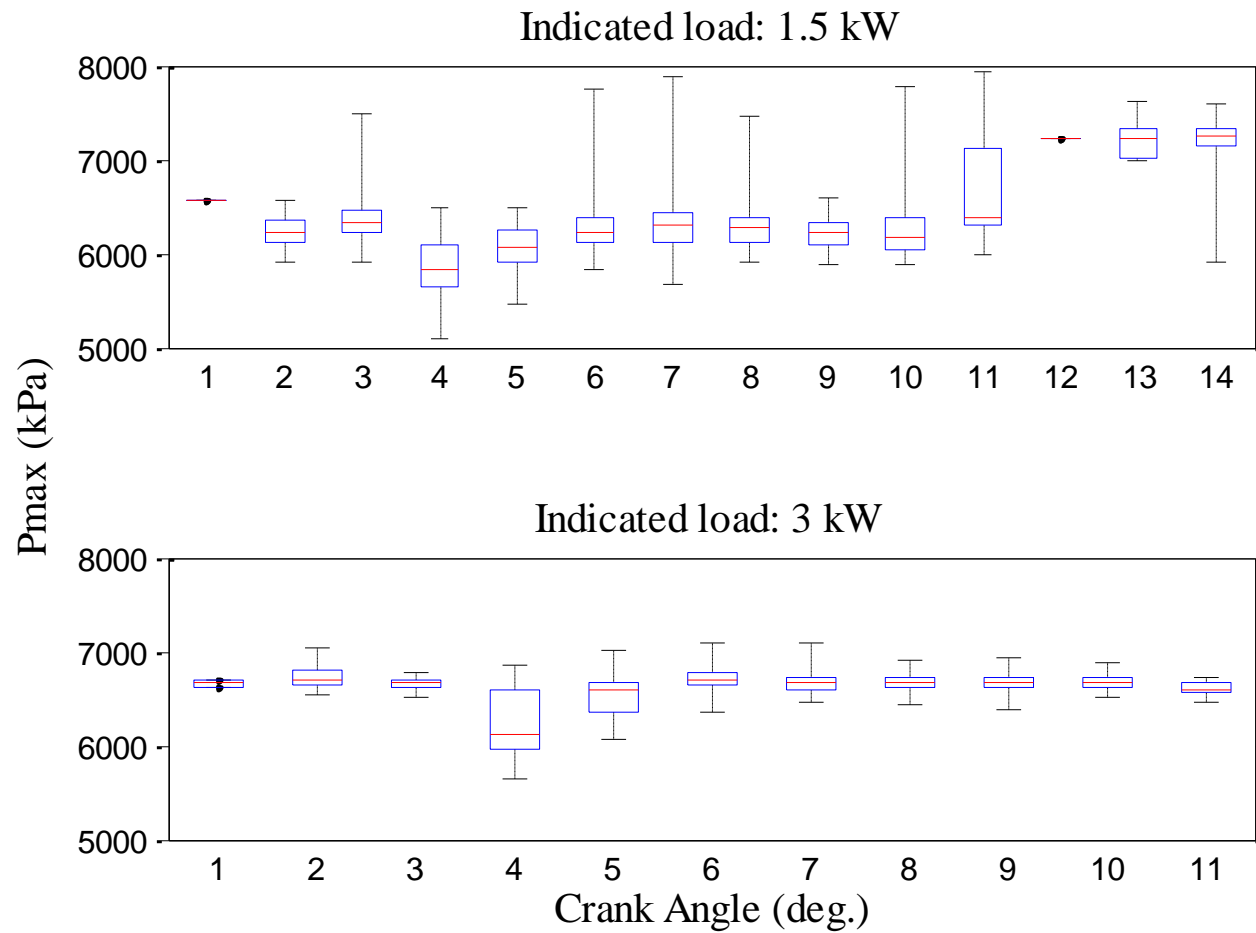 Indicated load: 1.5 kW
8000
7000
6000
5000
1 2 3 4 5 6 7 8 9 10 11 12 13 14
Pmax (kPa)
Indicated load: 3 kW
8000
7000
6000
5000
1 2 3 4 5 6 7 8 9 10 11
Crank Angle (deg.)